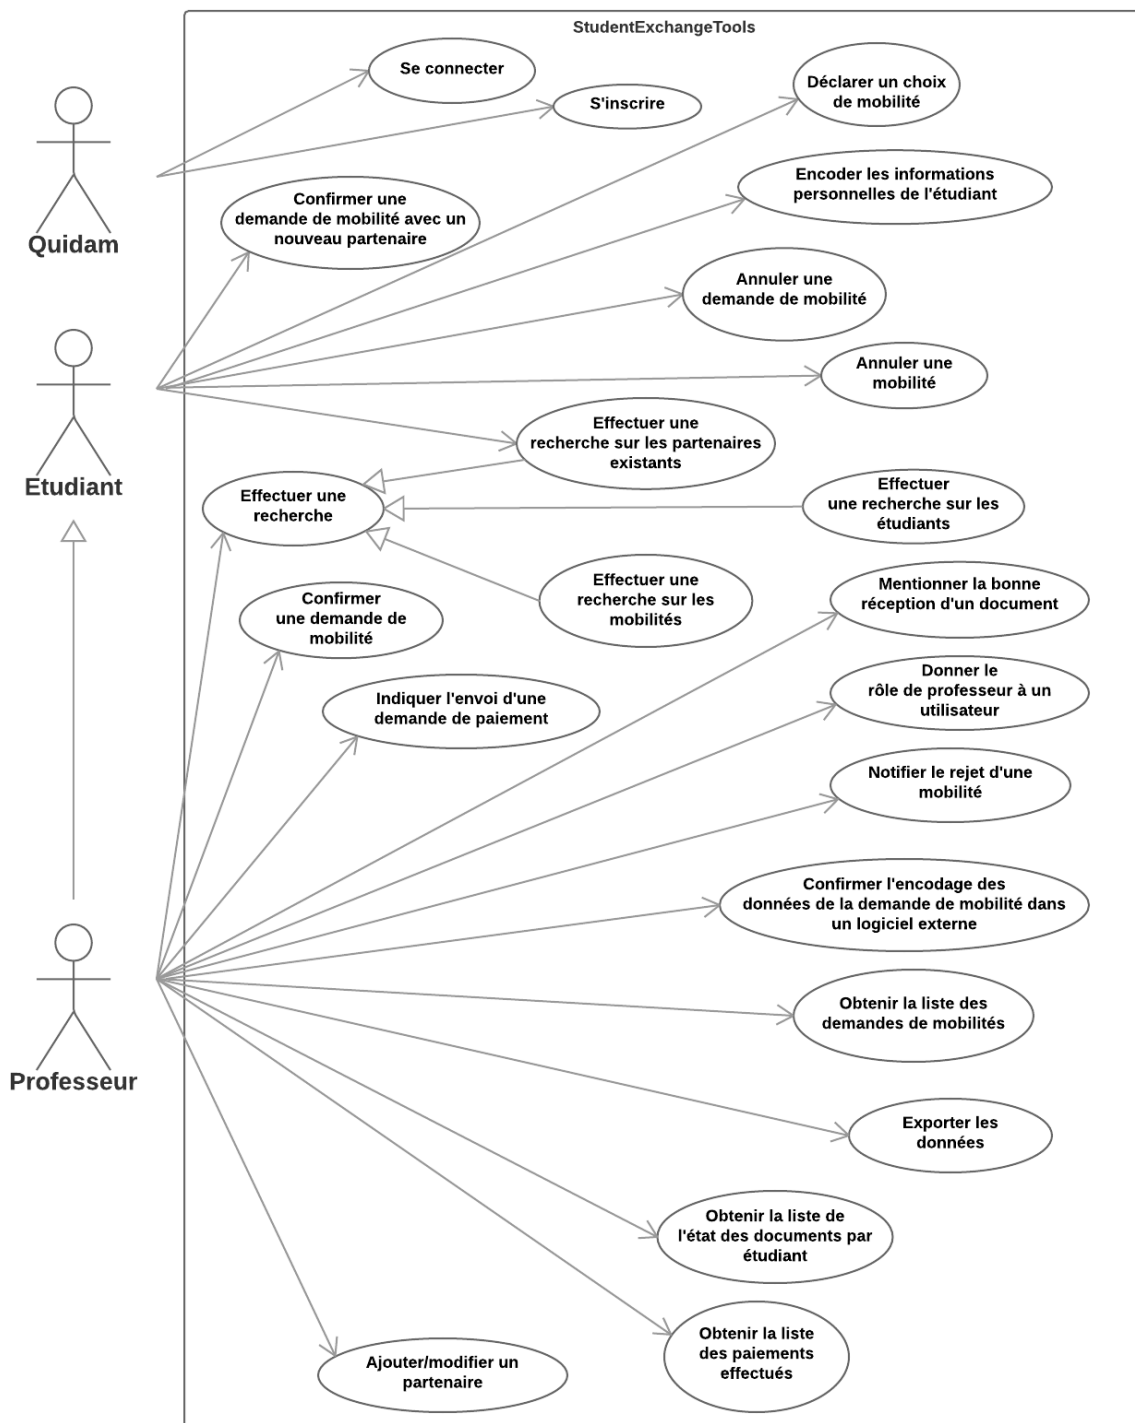 StudentExchangeTools
Se connecter
S'inscrire
Déclarer un choix
de mobilité
Encoder les informations
personnelles de l'étudiant
Confirmer une
demande de mobilité avec un
nouveau partenaire
Quidam
Annuler une
demande de mobilité
Annuler une
mobilité
Effectuer une
recherche sur les partenaires
existants
Etudiant
Effectuer une
recherche
Effectuer
une recherche sur les
étudiants
Effectuer une
recherche sur les
mobilités
Mentionner la bonne
réception d'un document
Confirmer
une demande de
mobilité
Donner le
rôle de professeur à un
utilisateur
Indiquer l'envoi d'une
demande de paiement
Notifier le rejet d'une
mobilité
Confirmer l'encodage des
données de la demande de mobilité dans
un logiciel externe
Obtenir la liste des
demandes de mobilités
Professeur
Exporter les
données
Obtenir la liste de
l'état des documents par
étudiant
Obtenir la liste
des paiements
effectués
Ajouter/modifier un
partenaire